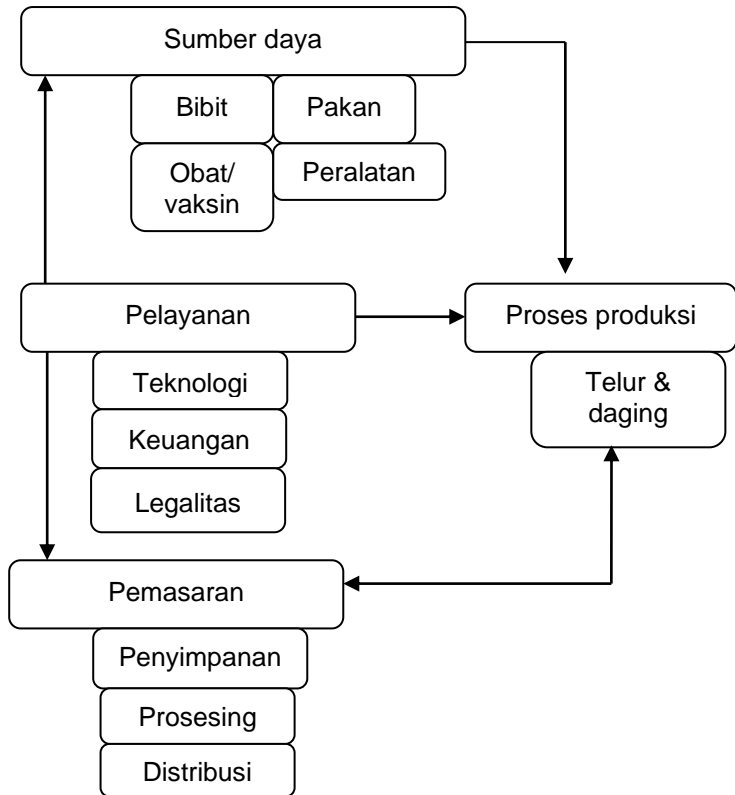 Sumber daya
Bibit
Pakan
Obat/
vaksin
Peralatan
Pelayanan
Proses produksi
Teknologi
Telur &
daging
Keuangan
Legalitas
Pemasaran
Penyimpanan
Prosesing
Distribusi